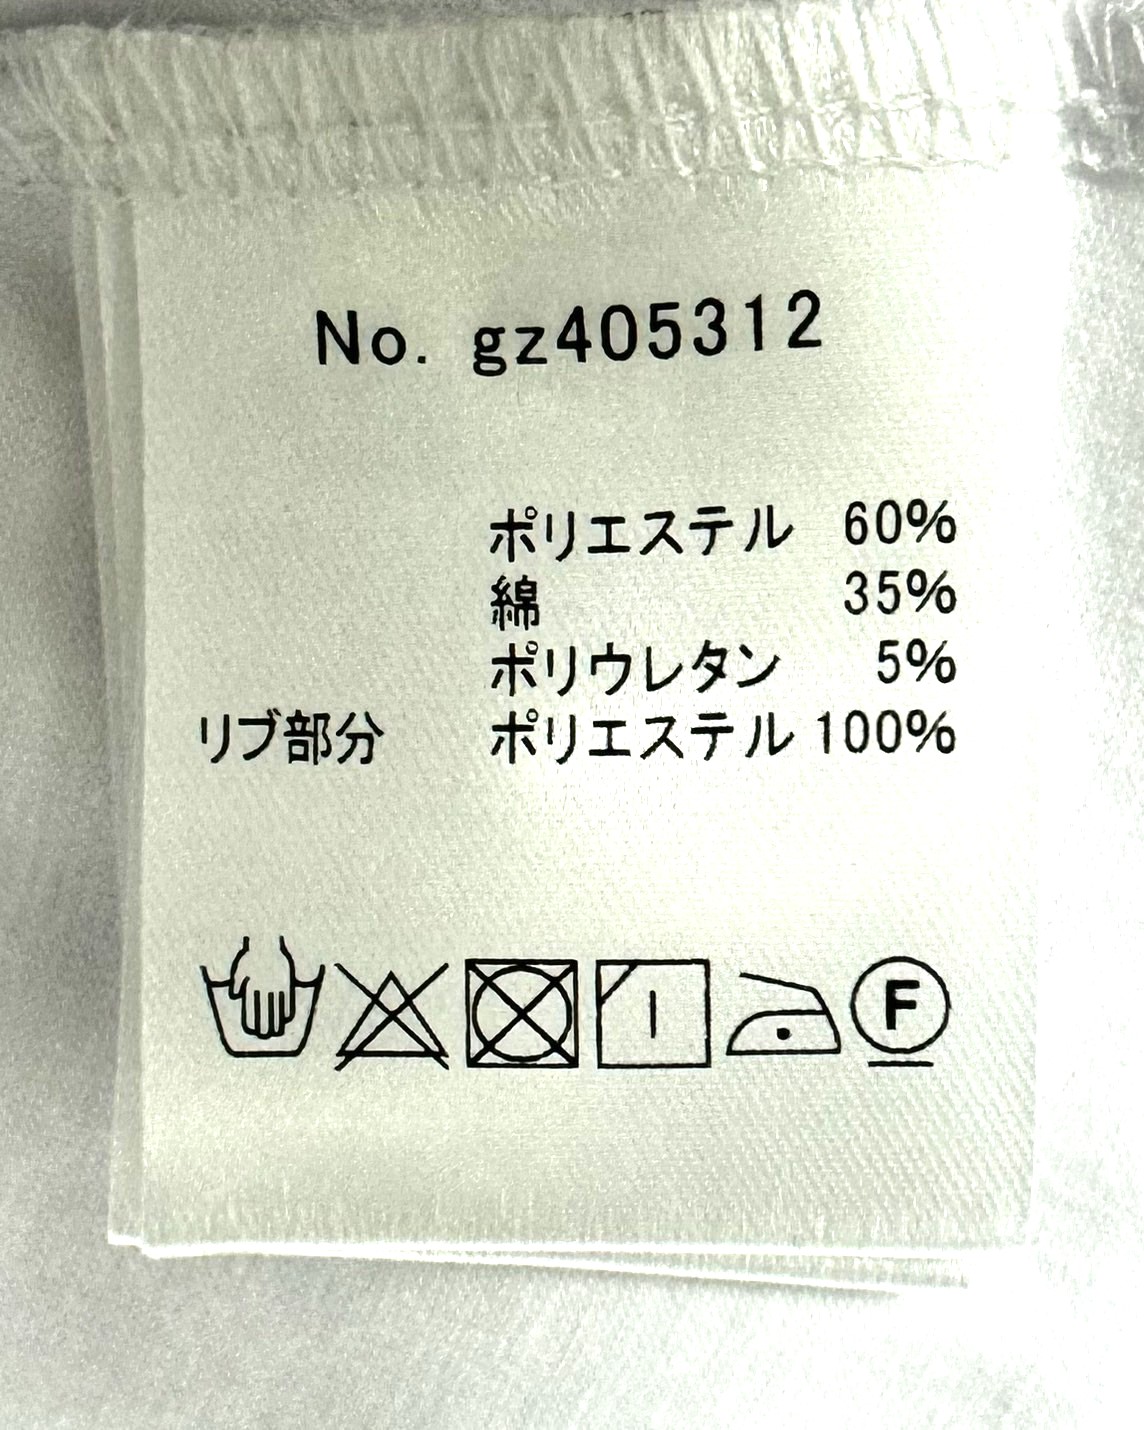 No. gz405312
ポリエステル 60%
綿 35%
ポリウレタン 5%
リブ部分 ポリエステル 100%
F